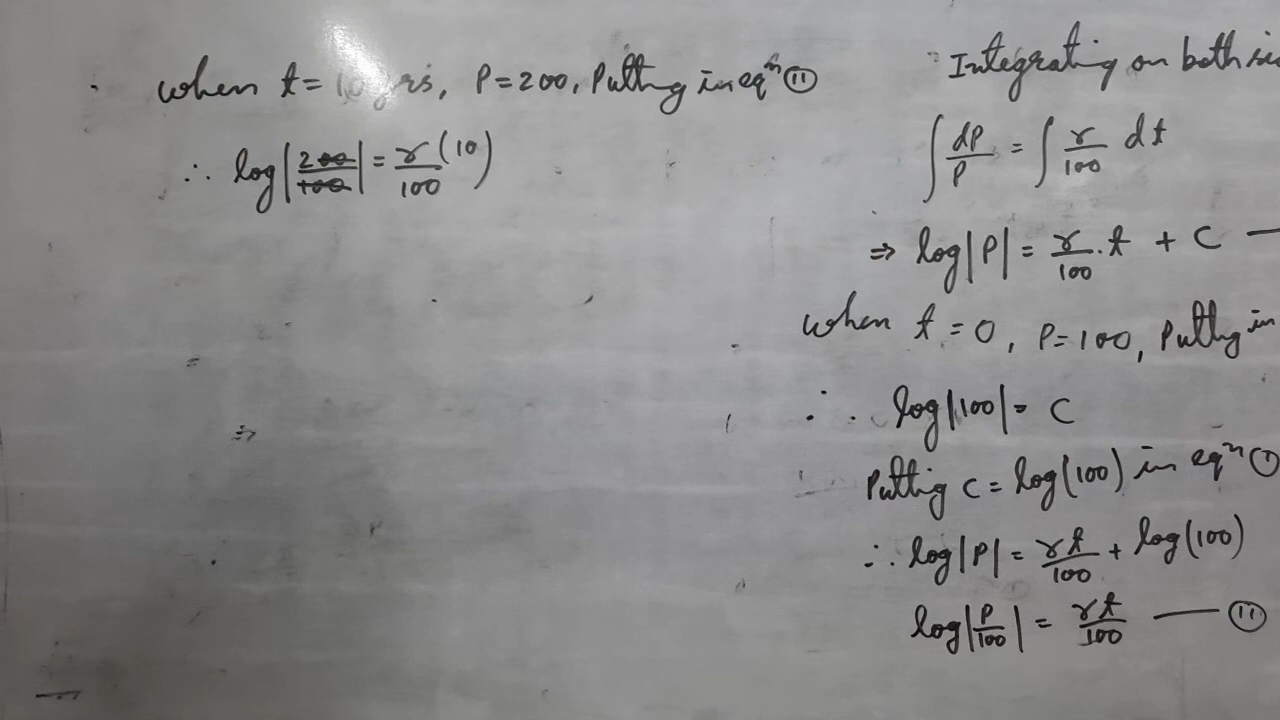 when t = 10 yrs, P=200, Putting in eqⁿ ⑪
∴ log|200/100| = r/100 (10)
Integrating on both si
∫ dP/P = ∫ r/100 dt
⇒ log|P| = r/100 . t + C —
when t = 0, P=100, Putting in
∴ log|100| = C
Putting C = log(100) in eqⁿ ①
∴ log|P| = rt/100 + log(100)
log|P/100| = rt/100 — ⑪